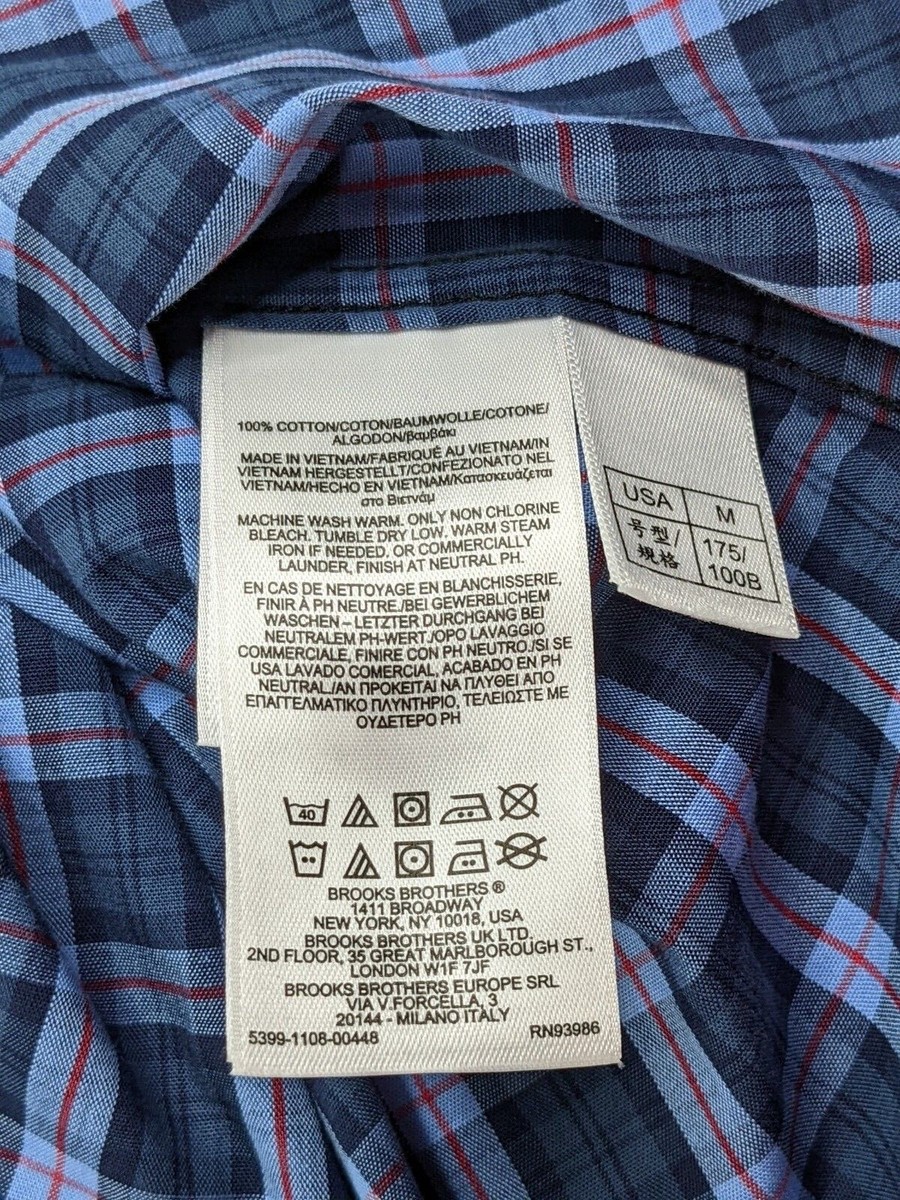 100% COTTON/COTON/BAUMWOLLE/COTONE/
ALGODON/βαμβάκι
MADE IN VIETNAM/FABRIQUÉ AU VIETNAM/IN
VIETNAM HERGESTELLT/CONFEZIONATO NEL
VIETNAM/HECHO EN VIETNAM/Κατασκευάζεται
στο Βιετνάμ
MACHINE WASH WARM. ONLY NON CHLORINE
BLEACH. TUMBLE DRY LOW. WARM STEAM
IRON IF NEEDED. OR COMMERCIALLY
LAUNDER, FINISH AT NEUTRAL PH.
EN CAS DE NETTOYAGE EN BLANCHISSERIE,
FINIR À PH NEUTRE./BEI GEWERBLICHEM
WASCHEN – LETZTER DURCHGANG BEI
NEUTRALEM PH-WERT./OPO LAVAGGIO
COMMERCIALE, FINIRE CON PH NEUTRO./SI SE
USA LAVADO COMERCIAL, ACABADO EN PH
NEUTRAL./ΑΝ ΠΡΟΚΕΙΤΑΙ ΝΑ ΠΛΥΘΕΙ ΑΠΟ
ΕΠΑΓΓΕΛΜΑΤΙΚΟ ΠΛΥΝΤΗΡΙΟ, ΤΕΛΕΙΩΣΤΕ ΜΕ
ΟΥΔΕΤΕΡΟ PH
40
BROOKS BROTHERS ®
1411 BROADWAY
NEW YORK, NY 10018, USA
BROOKS BROTHERS UK LTD.
2ND FLOOR, 35 GREAT MARLBOROUGH ST.,
LONDON W1F 7JF
BROOKS BROTHERS EUROPE SRL
VIA V.FORCELLA, 3
20144 - MILANO ITALY
5399-1108-00448 RN93986
USA M
号型/ 175/
規格 100B